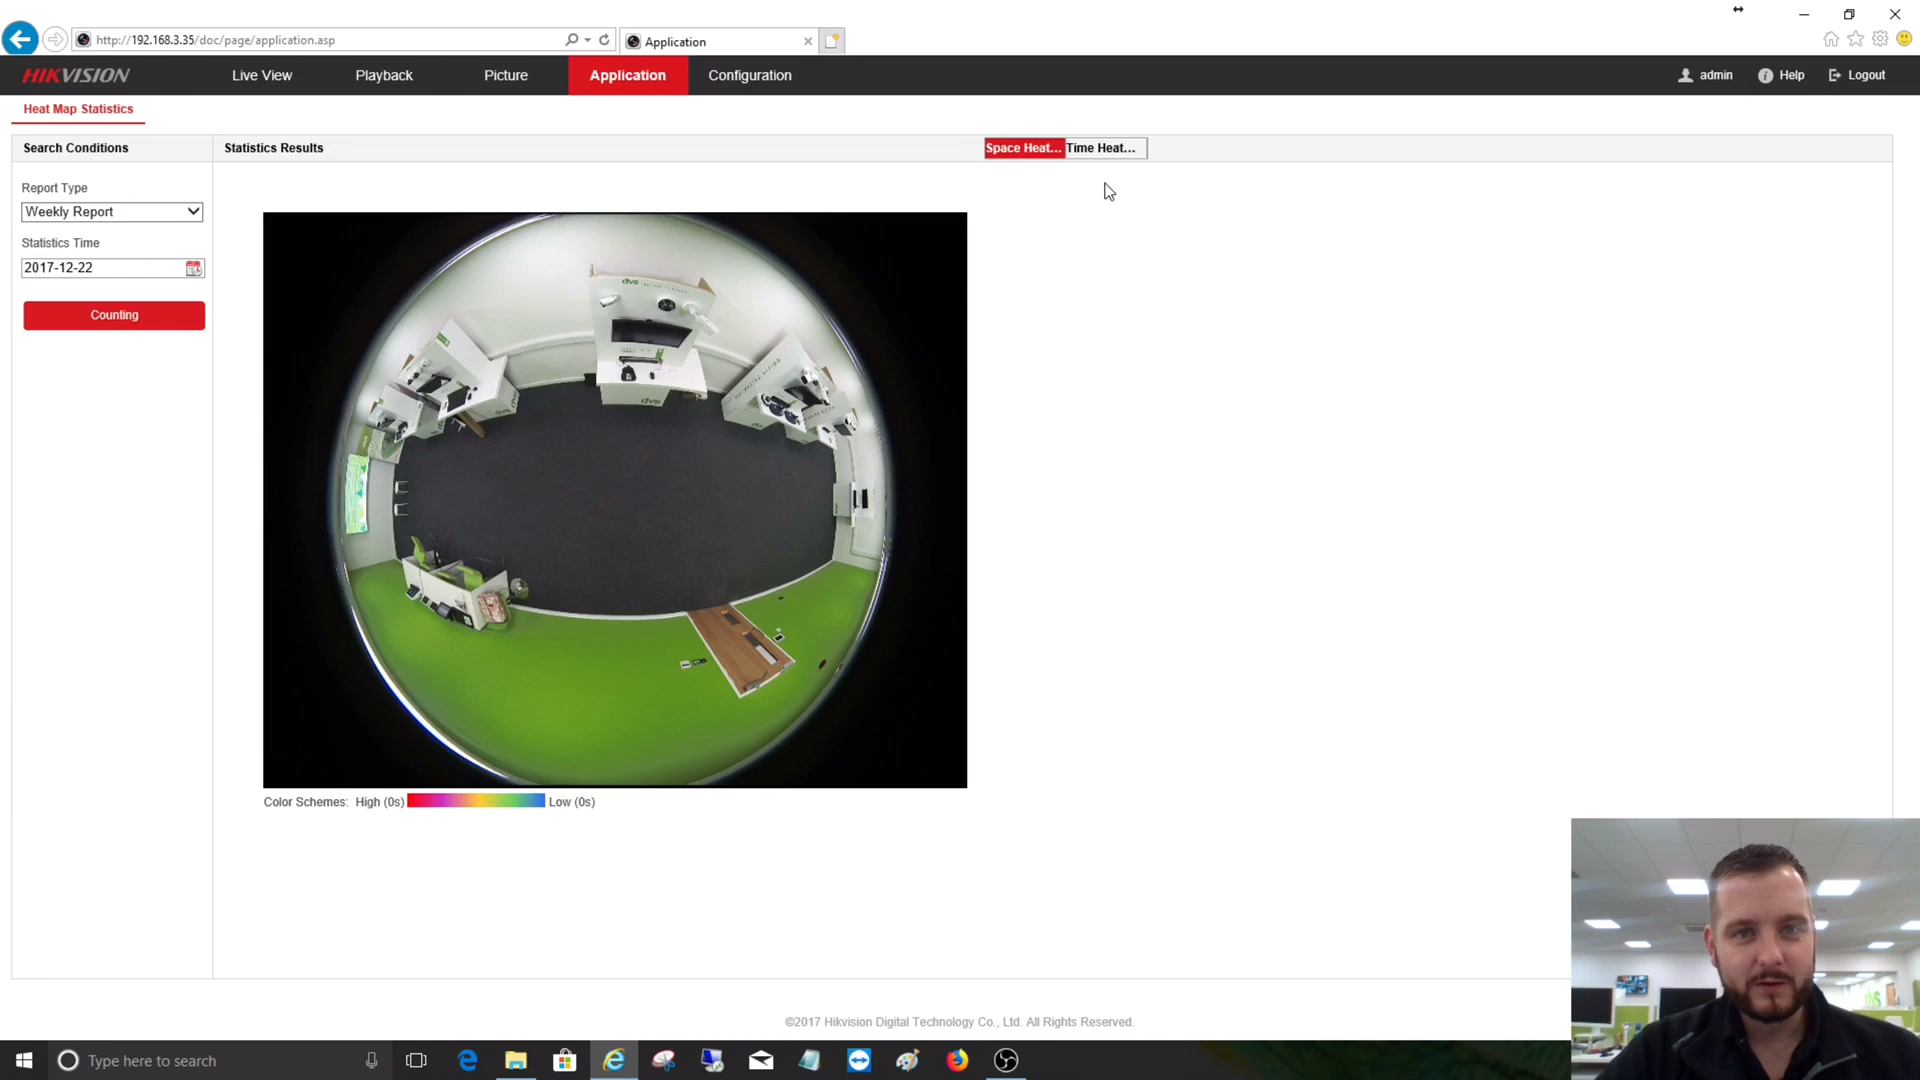 http://192.168.3.35/doc/page/application.asp
Application
HIKVISION
Live View
Playback
Picture
Application
Configuration
admin
Help
Logout
Heat Map Statistics
Search Conditions
Statistics Results
Space Heat...
Time Heat...
Report Type
Weekly Report
Statistics Time
2017-12-22
Counting
dvs
dvs
Color Schemes: High (0s)
Low (0s)
©2017 Hikvision Digital Technology Co., Ltd. All Rights Reserved.
Type here to search